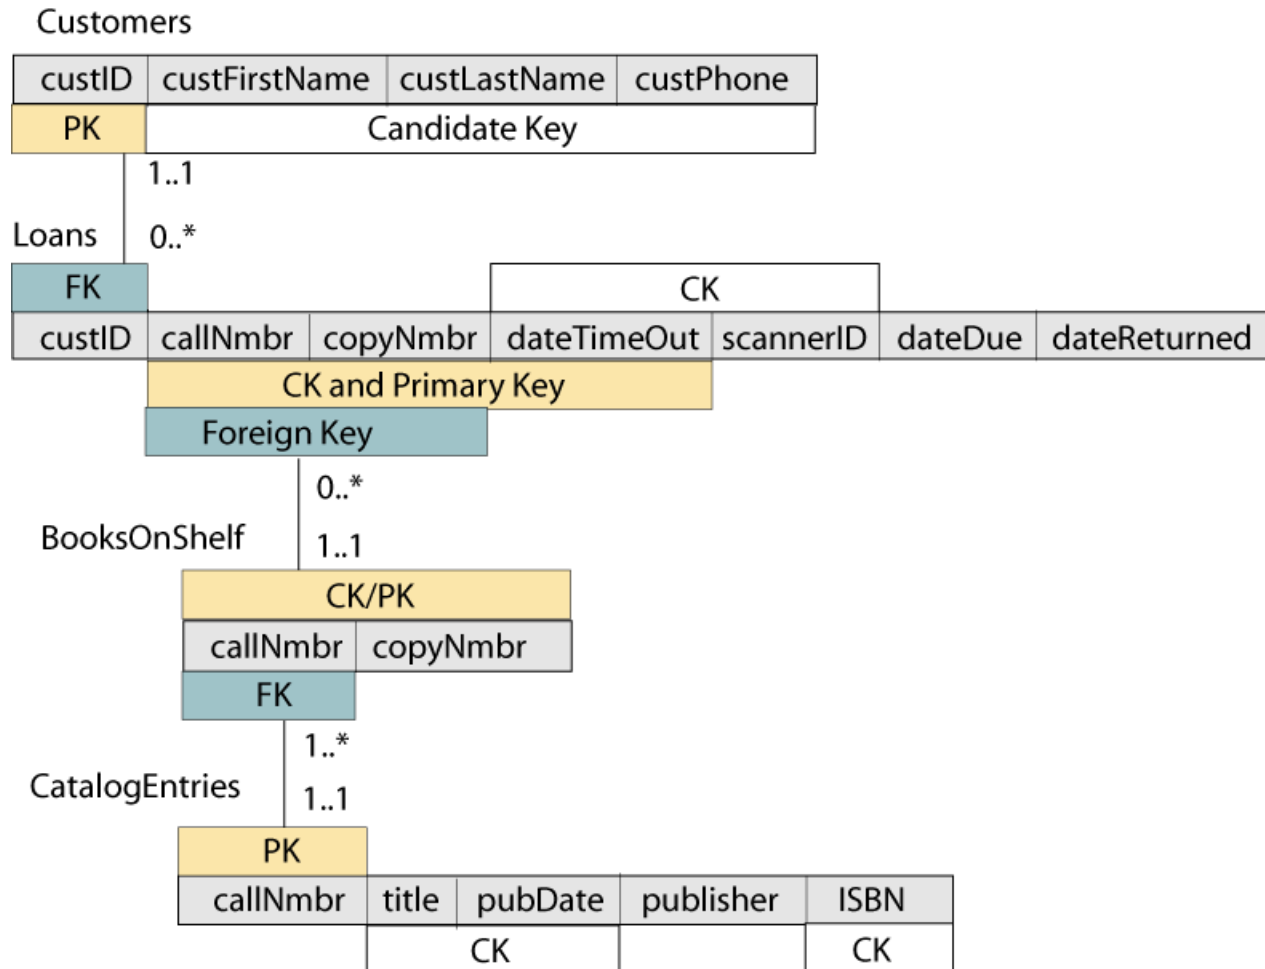 Customers
custID custFirstName custLastName custPhone
PK Candidate Key
1..1
Loans 0..*
FK CK
custID callNmbr copyNmbr dateTimeOut scannerID dateDue dateReturned
CK and Primary Key
Foreign Key
0..*
BooksOnShelf 1..1
CK/PK
callNmbr copyNmbr
FK
1..*
CatalogEntries 1..1
PK
callNmbr title pubDate publisher ISBN
CK CK